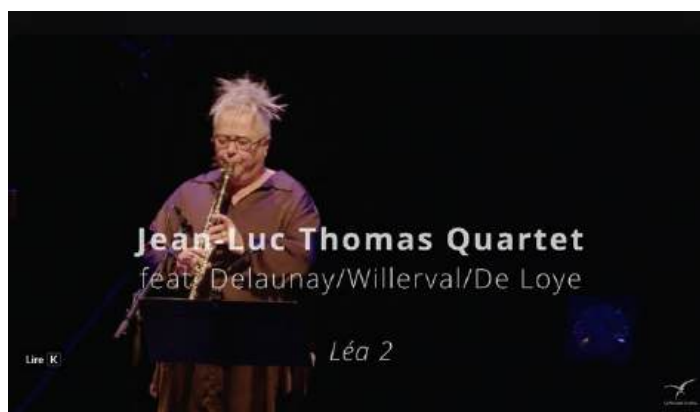 Jean-Luc Thomas Quartet
feat. Delaunay/Willerval/De Loye
Léa 2
Lire K